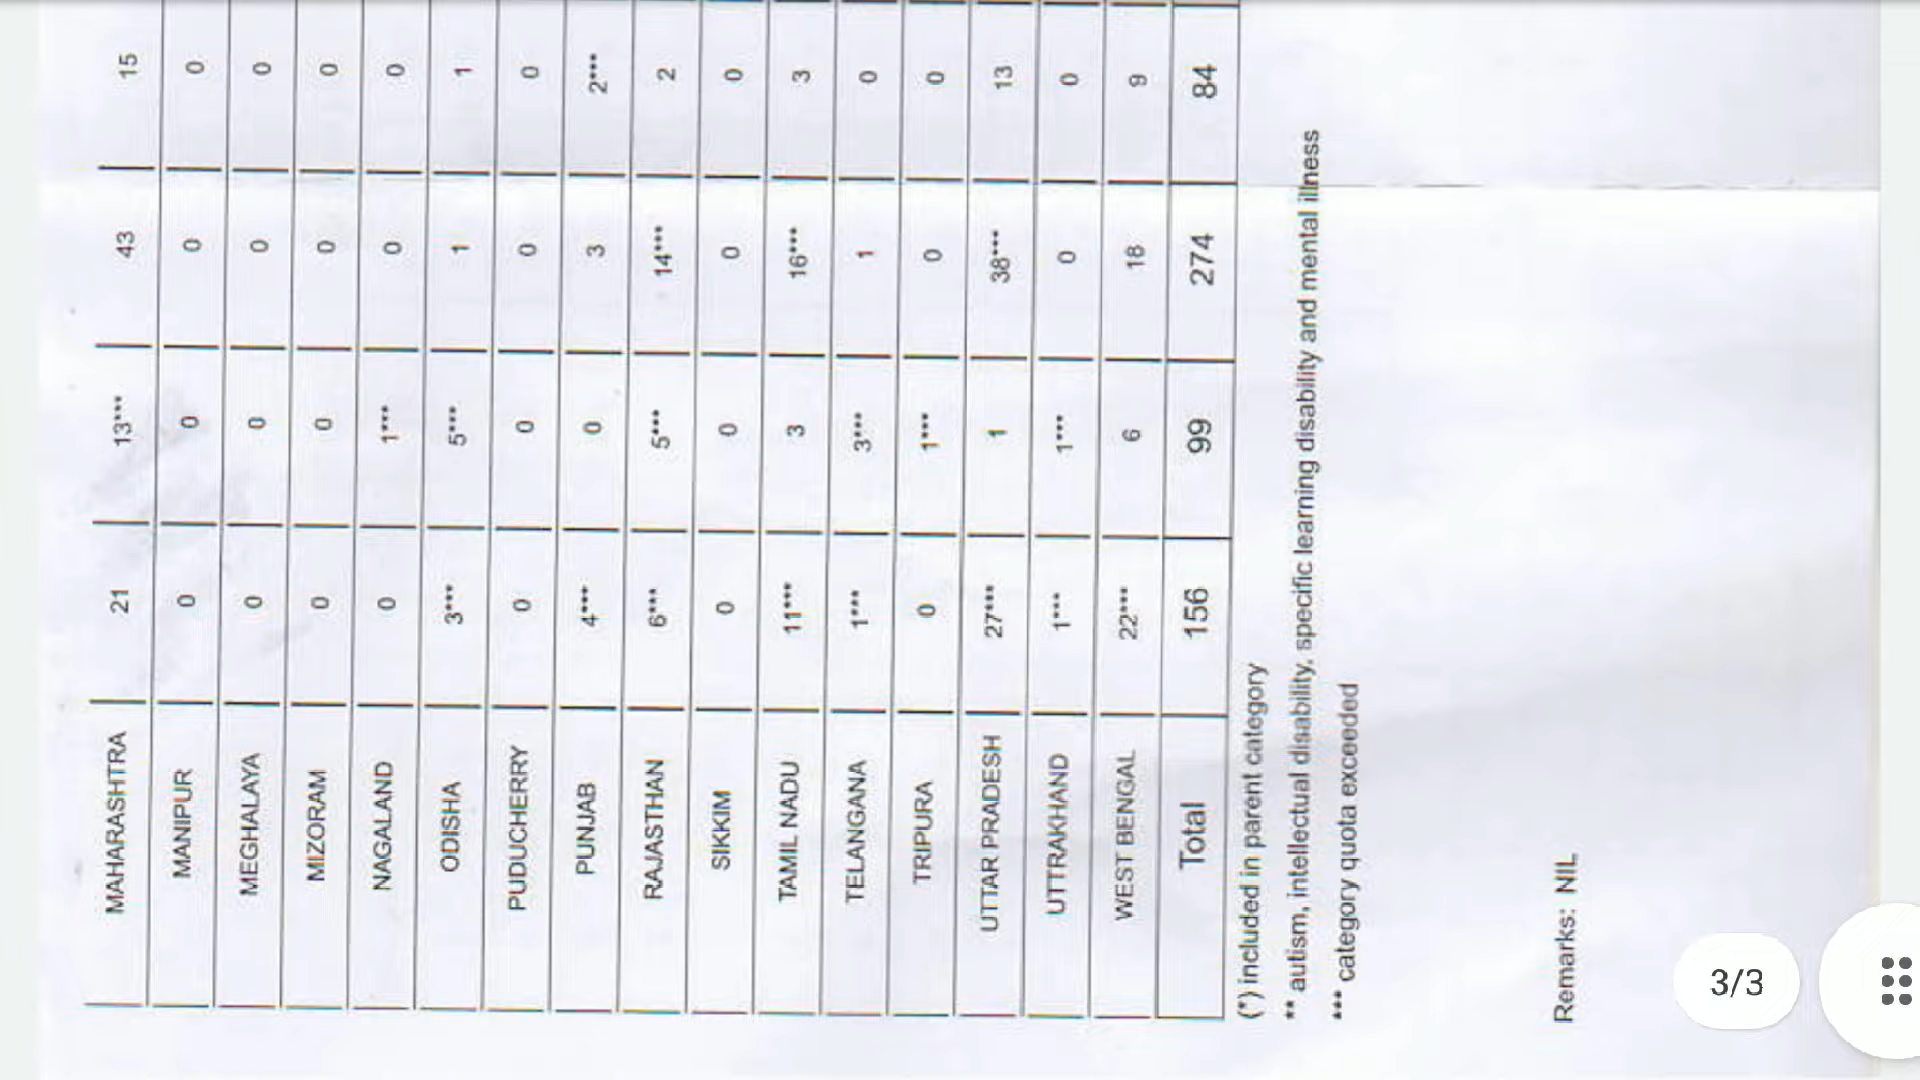 MAHARASHTRA 21 13*** 43 15
MANIPUR 0 0 0 0
MEGHALAYA 0 0 0 0
MIZORAM 0 0 0 0
NAGALAND 0 1*** 0 0
ODISHA 3*** 5*** 1 1
PUDUCHERRY 0 0 0 0
PUNJAB 4*** 0 3 2***
RAJASTHAN 6*** 5*** 14*** 2
SIKKIM 0 0 0 0
TAMIL NADU 11*** 3 16*** 3
TELANGANA 1*** 3*** 1 0
TRIPURA 0 1*** 0 0
UTTAR PRADESH 27*** 1 38*** 13
UTTRAKHAND 1*** 1*** 0 0
WEST BENGAL 22*** 6 18 9
Total 156 99 274 84
(*) included in parent category
** autism, intellectual disability, specific learning disability and mental illness
*** category quota exceeded
Remarks: NIL
3/3